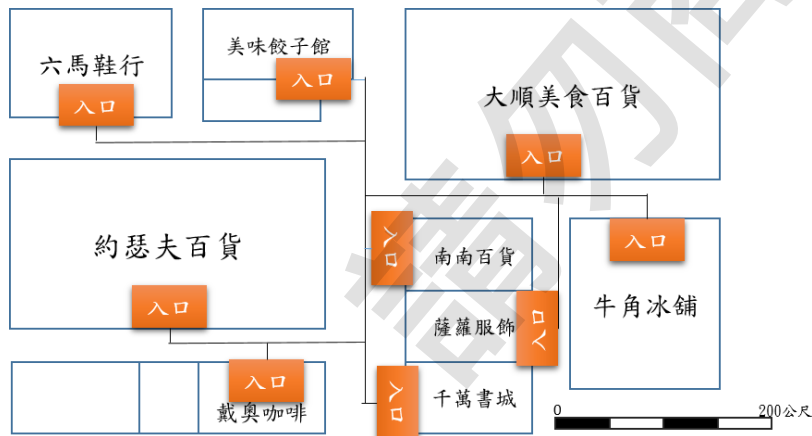 美味餃子館
六馬鞋行
入口
入口
大順美食百貨
入口
約瑟夫百貨
入口
入口
南南百貨
入口
牛角冰舖
薩蘿服飾
入口
入口
戴奧咖啡
入口
千萬書城
0
200公尺
請勿